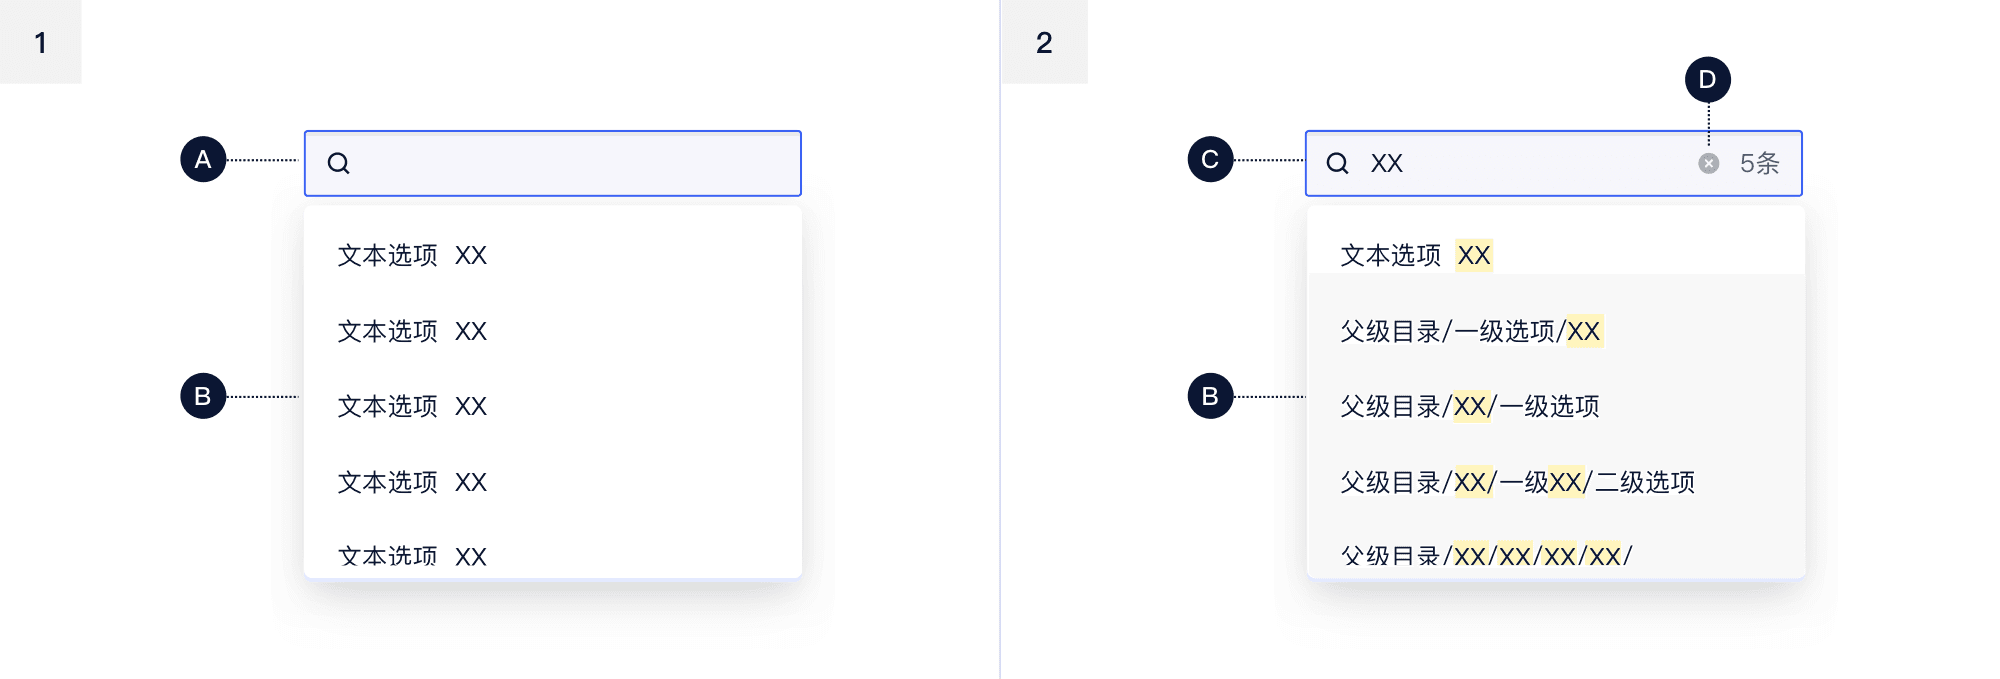 1
A
文本选项 XX
文本选项 XX
B
文本选项 XX
文本选项 XX
文本选项 XX
2
D
C
XX
5条
文本选项 XX
父级目录/一级选项/XX
B
父级目录/XX/一级选项
父级目录/XX/一级XX/二级选项
父级目录/XX/XX/XX/XX/